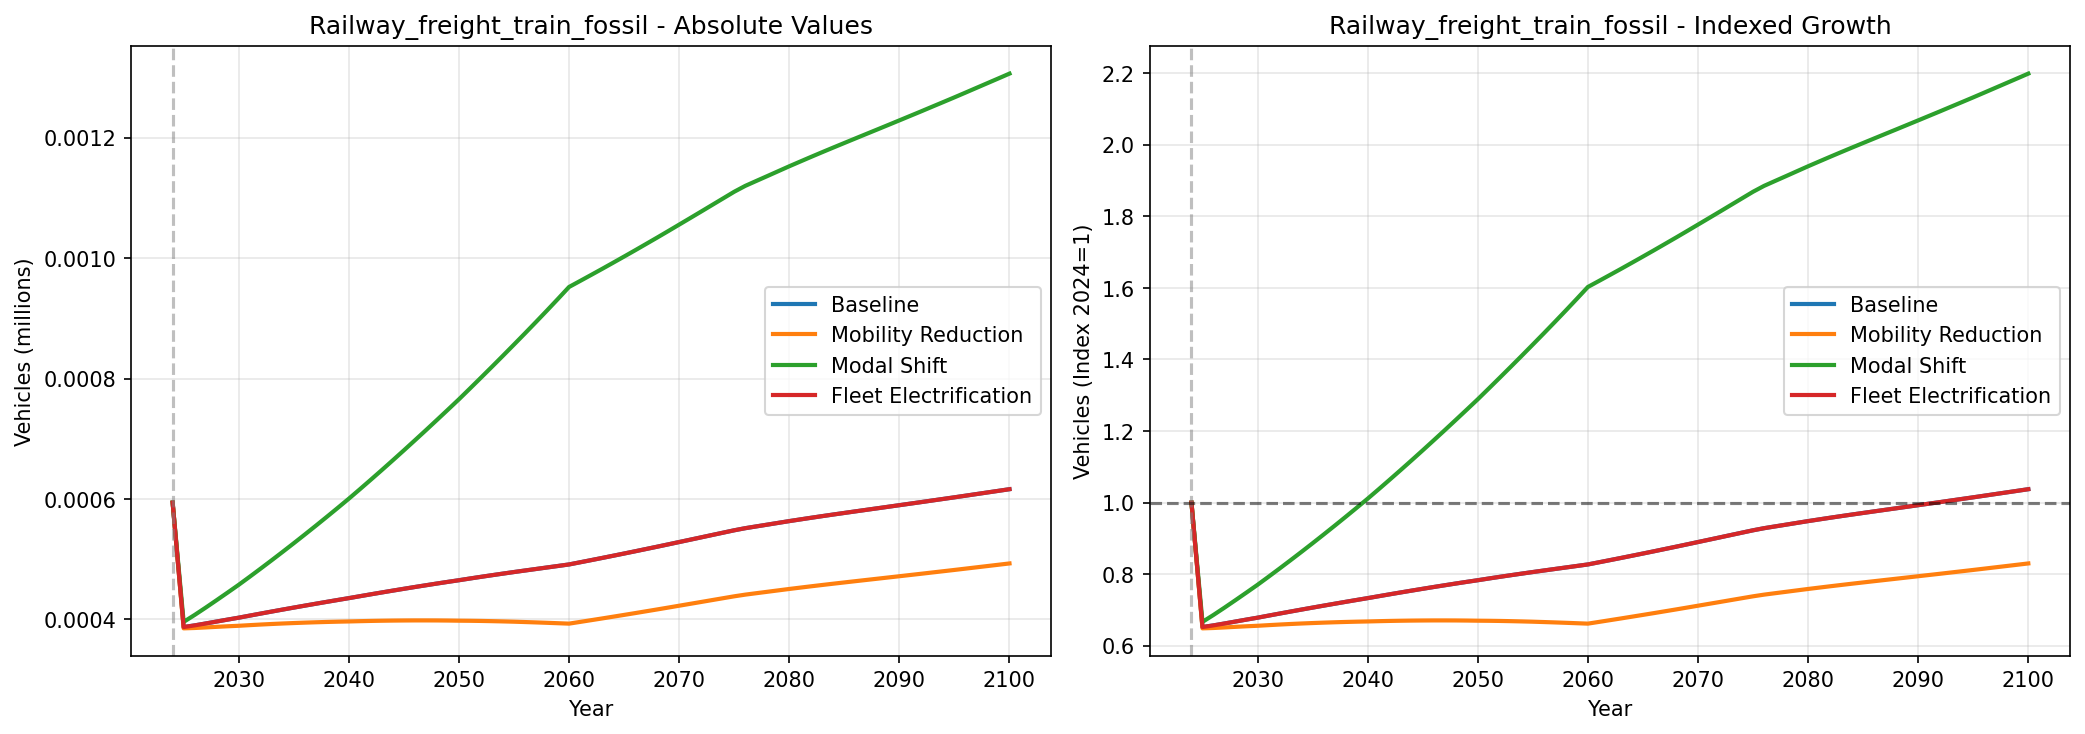 Railway_freight_train_fossil - Absolute Values
Vehicles (millions)
0.0012
0.0010
0.0008
0.0006
0.0004
Baseline
Mobility Reduction
Modal Shift
Fleet Electrification
2030 2040 2050 2060 2070 2080 2090 2100
Year
Railway_freight_train_fossil - Indexed Growth
Vehicles (Index 2024=1)
2.2
2.0
1.8
1.6
1.4
1.2
1.0
0.8
0.6
Baseline
Mobility Reduction
Modal Shift
Fleet Electrification
2030 2040 2050 2060 2070 2080 2090 2100
Year